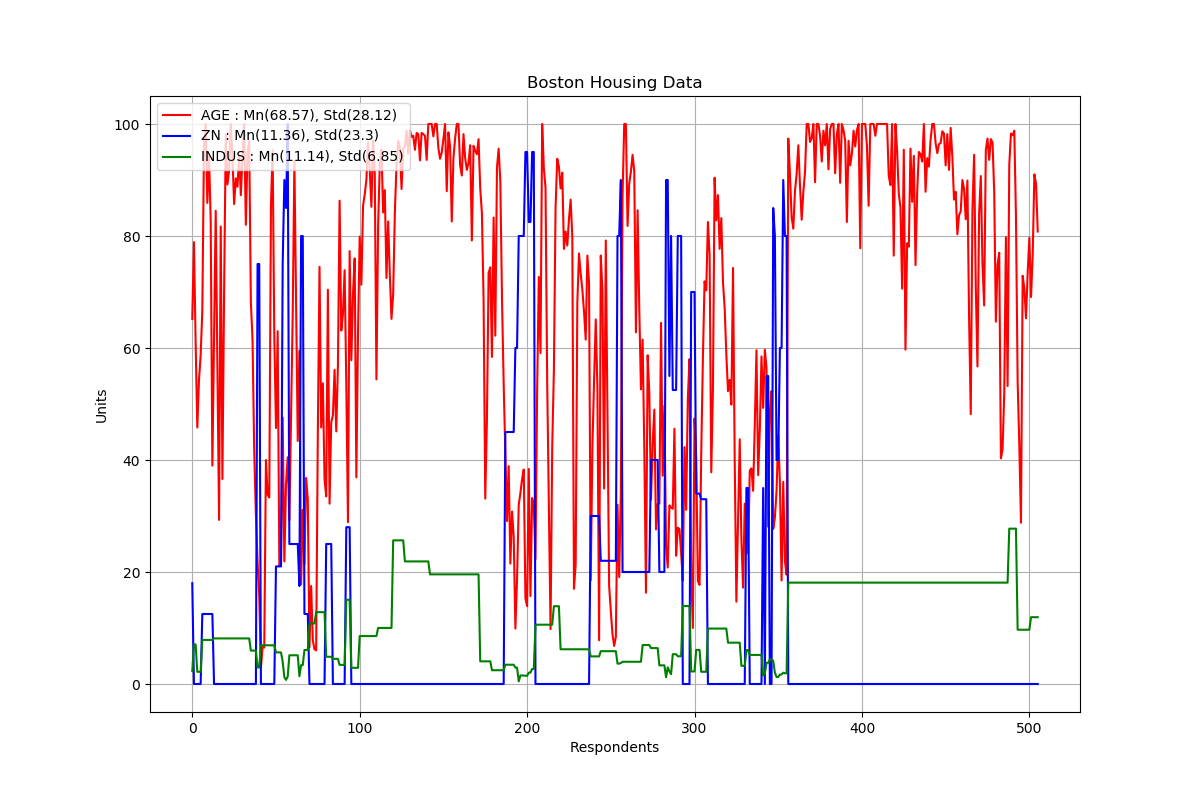 Boston Housing Data
AGE : Mn(68.57), Std(28.12)
ZN : Mn(11.36), Std(23.3)
INDUS : Mn(11.14), Std(6.85)
100
80
60
40
20
0
Units
0 100 200 300 400 500
Respondents